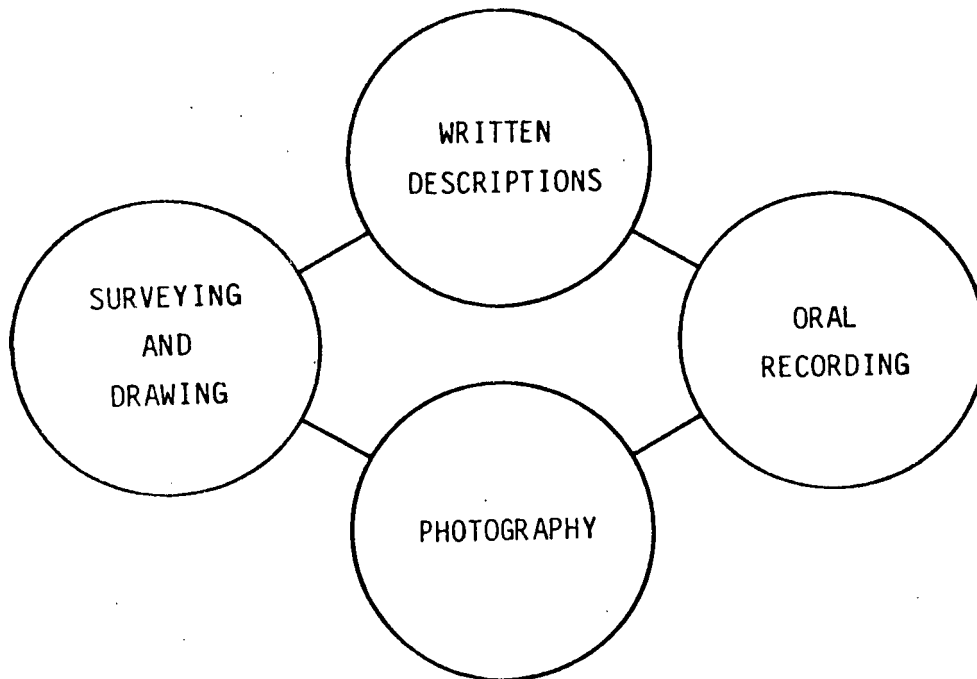 WRITTEN
DESCRIPTIONS
SURVEYING
AND
DRAWING
ORAL
RECORDING
PHOTOGRAPHY